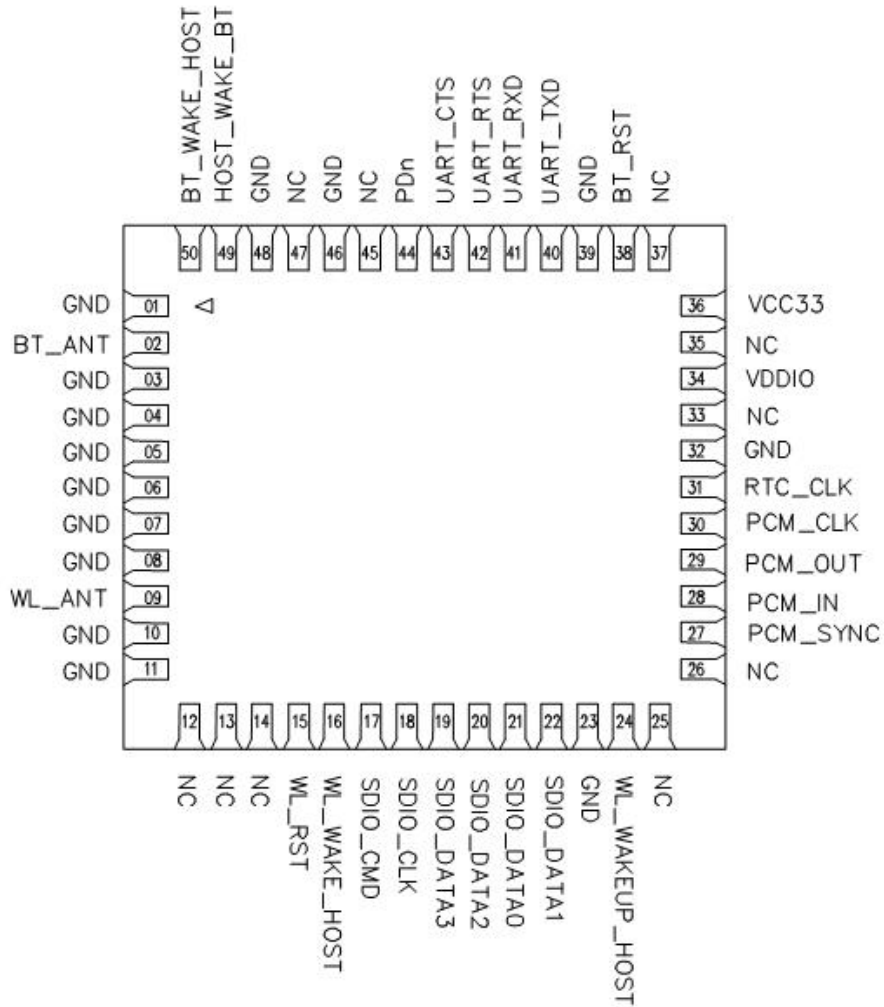 BT_WAKE_HOST
HOST_WAKE_BT
GND
NC
GND
NC
PDn
UART_CTS
UART_RTS
UART_RXD
UART_TXD
GND
BT_RST
NC
50 49 48 47 46 45 44 43 42 41 40 39 38 37
GND 01
BT_ANT 02
GND 03
GND 04
GND 05
GND 06
GND 07
GND 08
WL_ANT 09
GND 10
GND 11
36 VCC33
35 NC
34 VDDIO
33 NC
32 GND
31 RTC_CLK
30 PCM_CLK
29 PCM_OUT
28 PCM_IN
27 PCM_SYNC
26 NC
12 13 14 15 16 17 18 19 20 21 22 23 24 25
NC
NC
NC
WL_RST
WL_WAKE_HOST
SDIO_CMD
SDIO_CLK
SDIO_DATA3
SDIO_DATA2
SDIO_DATA0
SDIO_DATA1
GND
WL_WAKEUP_HOST
NC